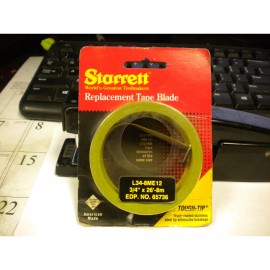 Starrett
World's Greatest Toolmakers
Replacement Tape Blade
L34-8ME12
3/4" x 26'-8m
EDP. NO. 65736
TOUGH-TIP
American
Made
15
22